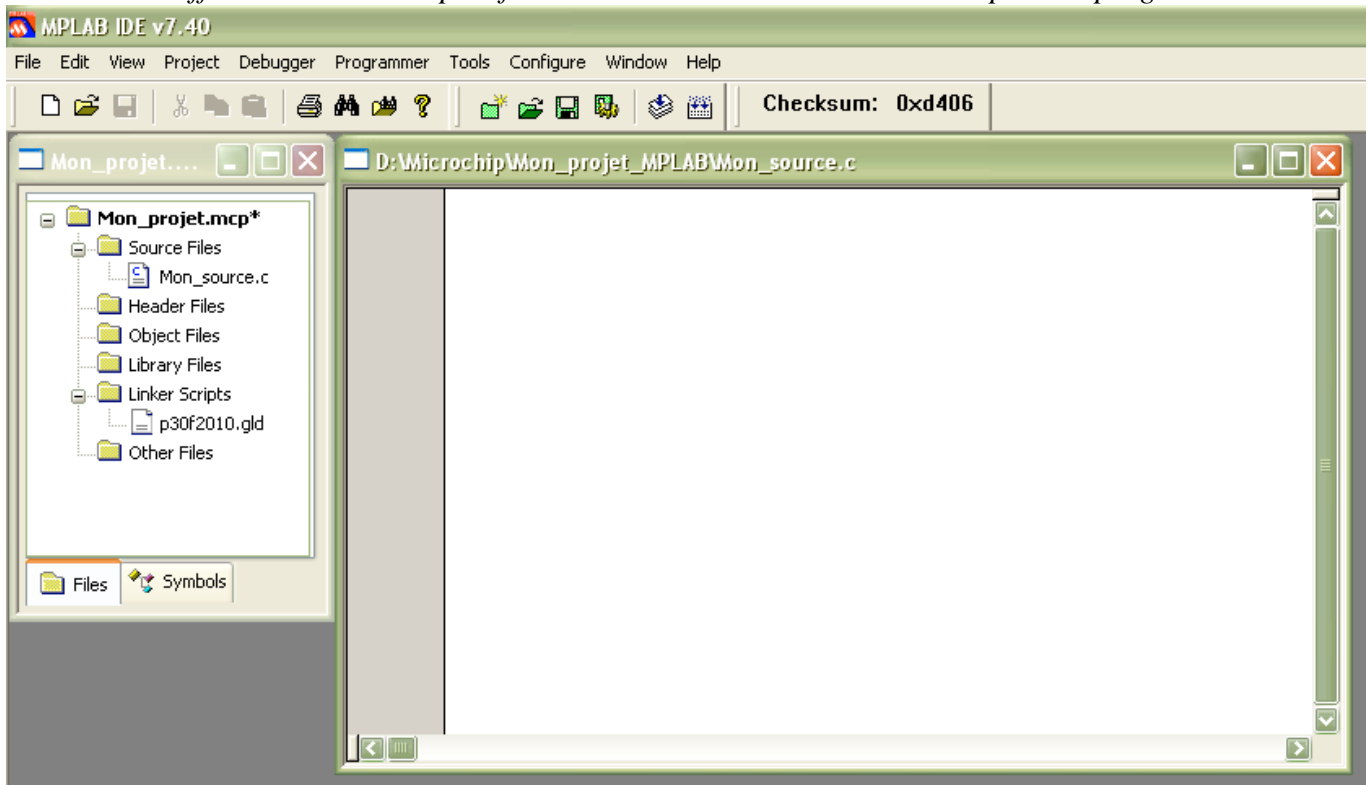 MPLAB IDE v7.40
File Edit View Project Debugger Programmer Tools Configure Window Help
Checksum: 0xd406
Mon_projet....
D:\Microchip\Mon_projet_MPLAB\Mon_source.c
Mon_projet.mcp*
Source Files
Mon_source.c
Header Files
Object Files
Library Files
Linker Scripts
p30f2010.gld
Other Files
Files Symbols